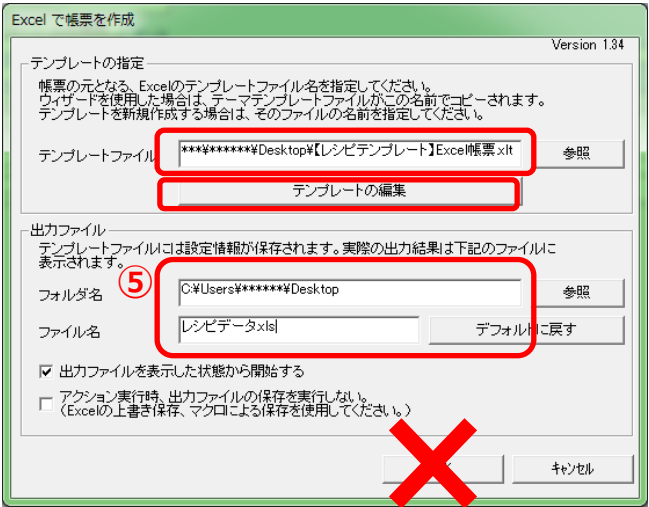 Excel で帳票を作成
Version 1.34
テンプレートの指定
帳票の元となる、Excelのテンプレートファイル名を指定してください。
ウィザードを使用した場合は、テーマテンプレートファイルがこの名前でコピーされます。
テンプレートを新規作成する場合は、そのファイルの名前を指定してください。
テンプレートファイル
***¥******¥Desktop¥【レシピテンプレート】Excel帳票.xlt
参照
テンプレートの編集
出力ファイル
テンプレートファイルには設定情報が保存されます。実際の出力結果は下記のファイルに
表示されます。
⑤
フォルダ名
C:¥Users¥******¥Desktop
参照
ファイル名
レシピデータ.xls
デフォルトに戻す
出力ファイルを表示した状態から開始する
アクション実行時、出力ファイルの保存を実行しない。
（Excelの上書き保存、マクロによる保存を使用してください。）
キャンセル